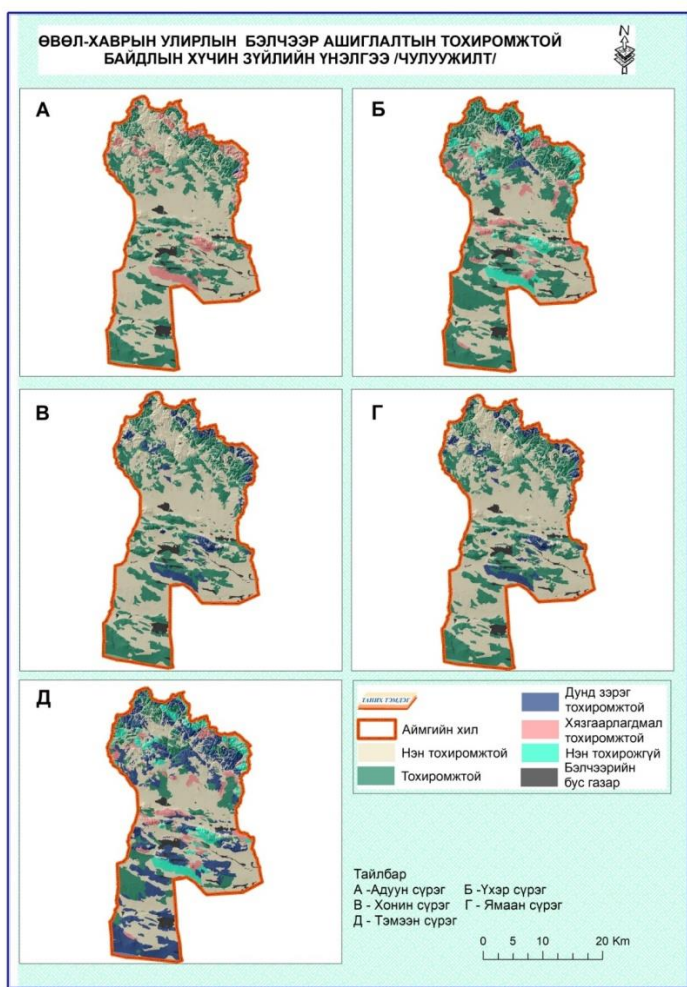 ӨВӨЛ-ХАВРЫН УЛИРЛЫН БЭЛЧЭЭР АШИГЛАЛТЫН ТОХИРОМЖТОЙ
БАЙДЛЫН ХҮЧИН ЗҮЙЛИЙН ҮНЭЛГЭЭ /ЧУЛУУЖИЛТ/
N
А
Б
В
Г
Д
ТАНИХ ТЭМДЭГ
Аймгийн хил
Нэн тохиромжтой
Тохиромжтой
Дунд зэрэг
тохиромжтой
Хязгаарлагдмал
тохиромжтой
Нэн тохирожгүй
Бэлчээрийн
бус газар
Тайлбар
А -Адуун сүрэг Б -Үхэр сүрэг
В - Хонин сүрэг Г - Ямаан сүрэг
Д - Тэмээн сүрэг
0 5 10 20 Km